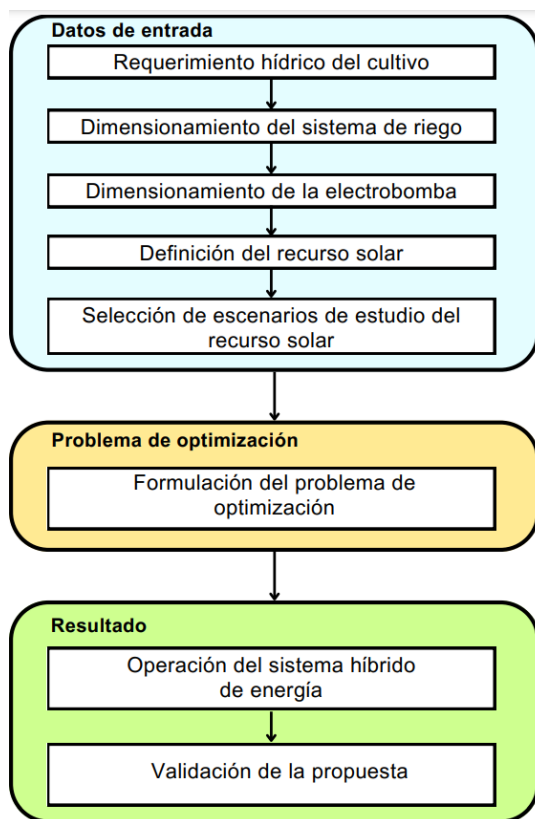 Datos de entrada
Requerimiento hídrico del cultivo
Dimensionamiento del sistema de riego
Dimensionamiento de la electrobomba
Definición del recurso solar
Selección de escenarios de estudio del
recurso solar
Problema de optimización
Formulación del problema de
optimización
Resultado
Operación del sistema híbrido
de energía
Validación de la propuesta